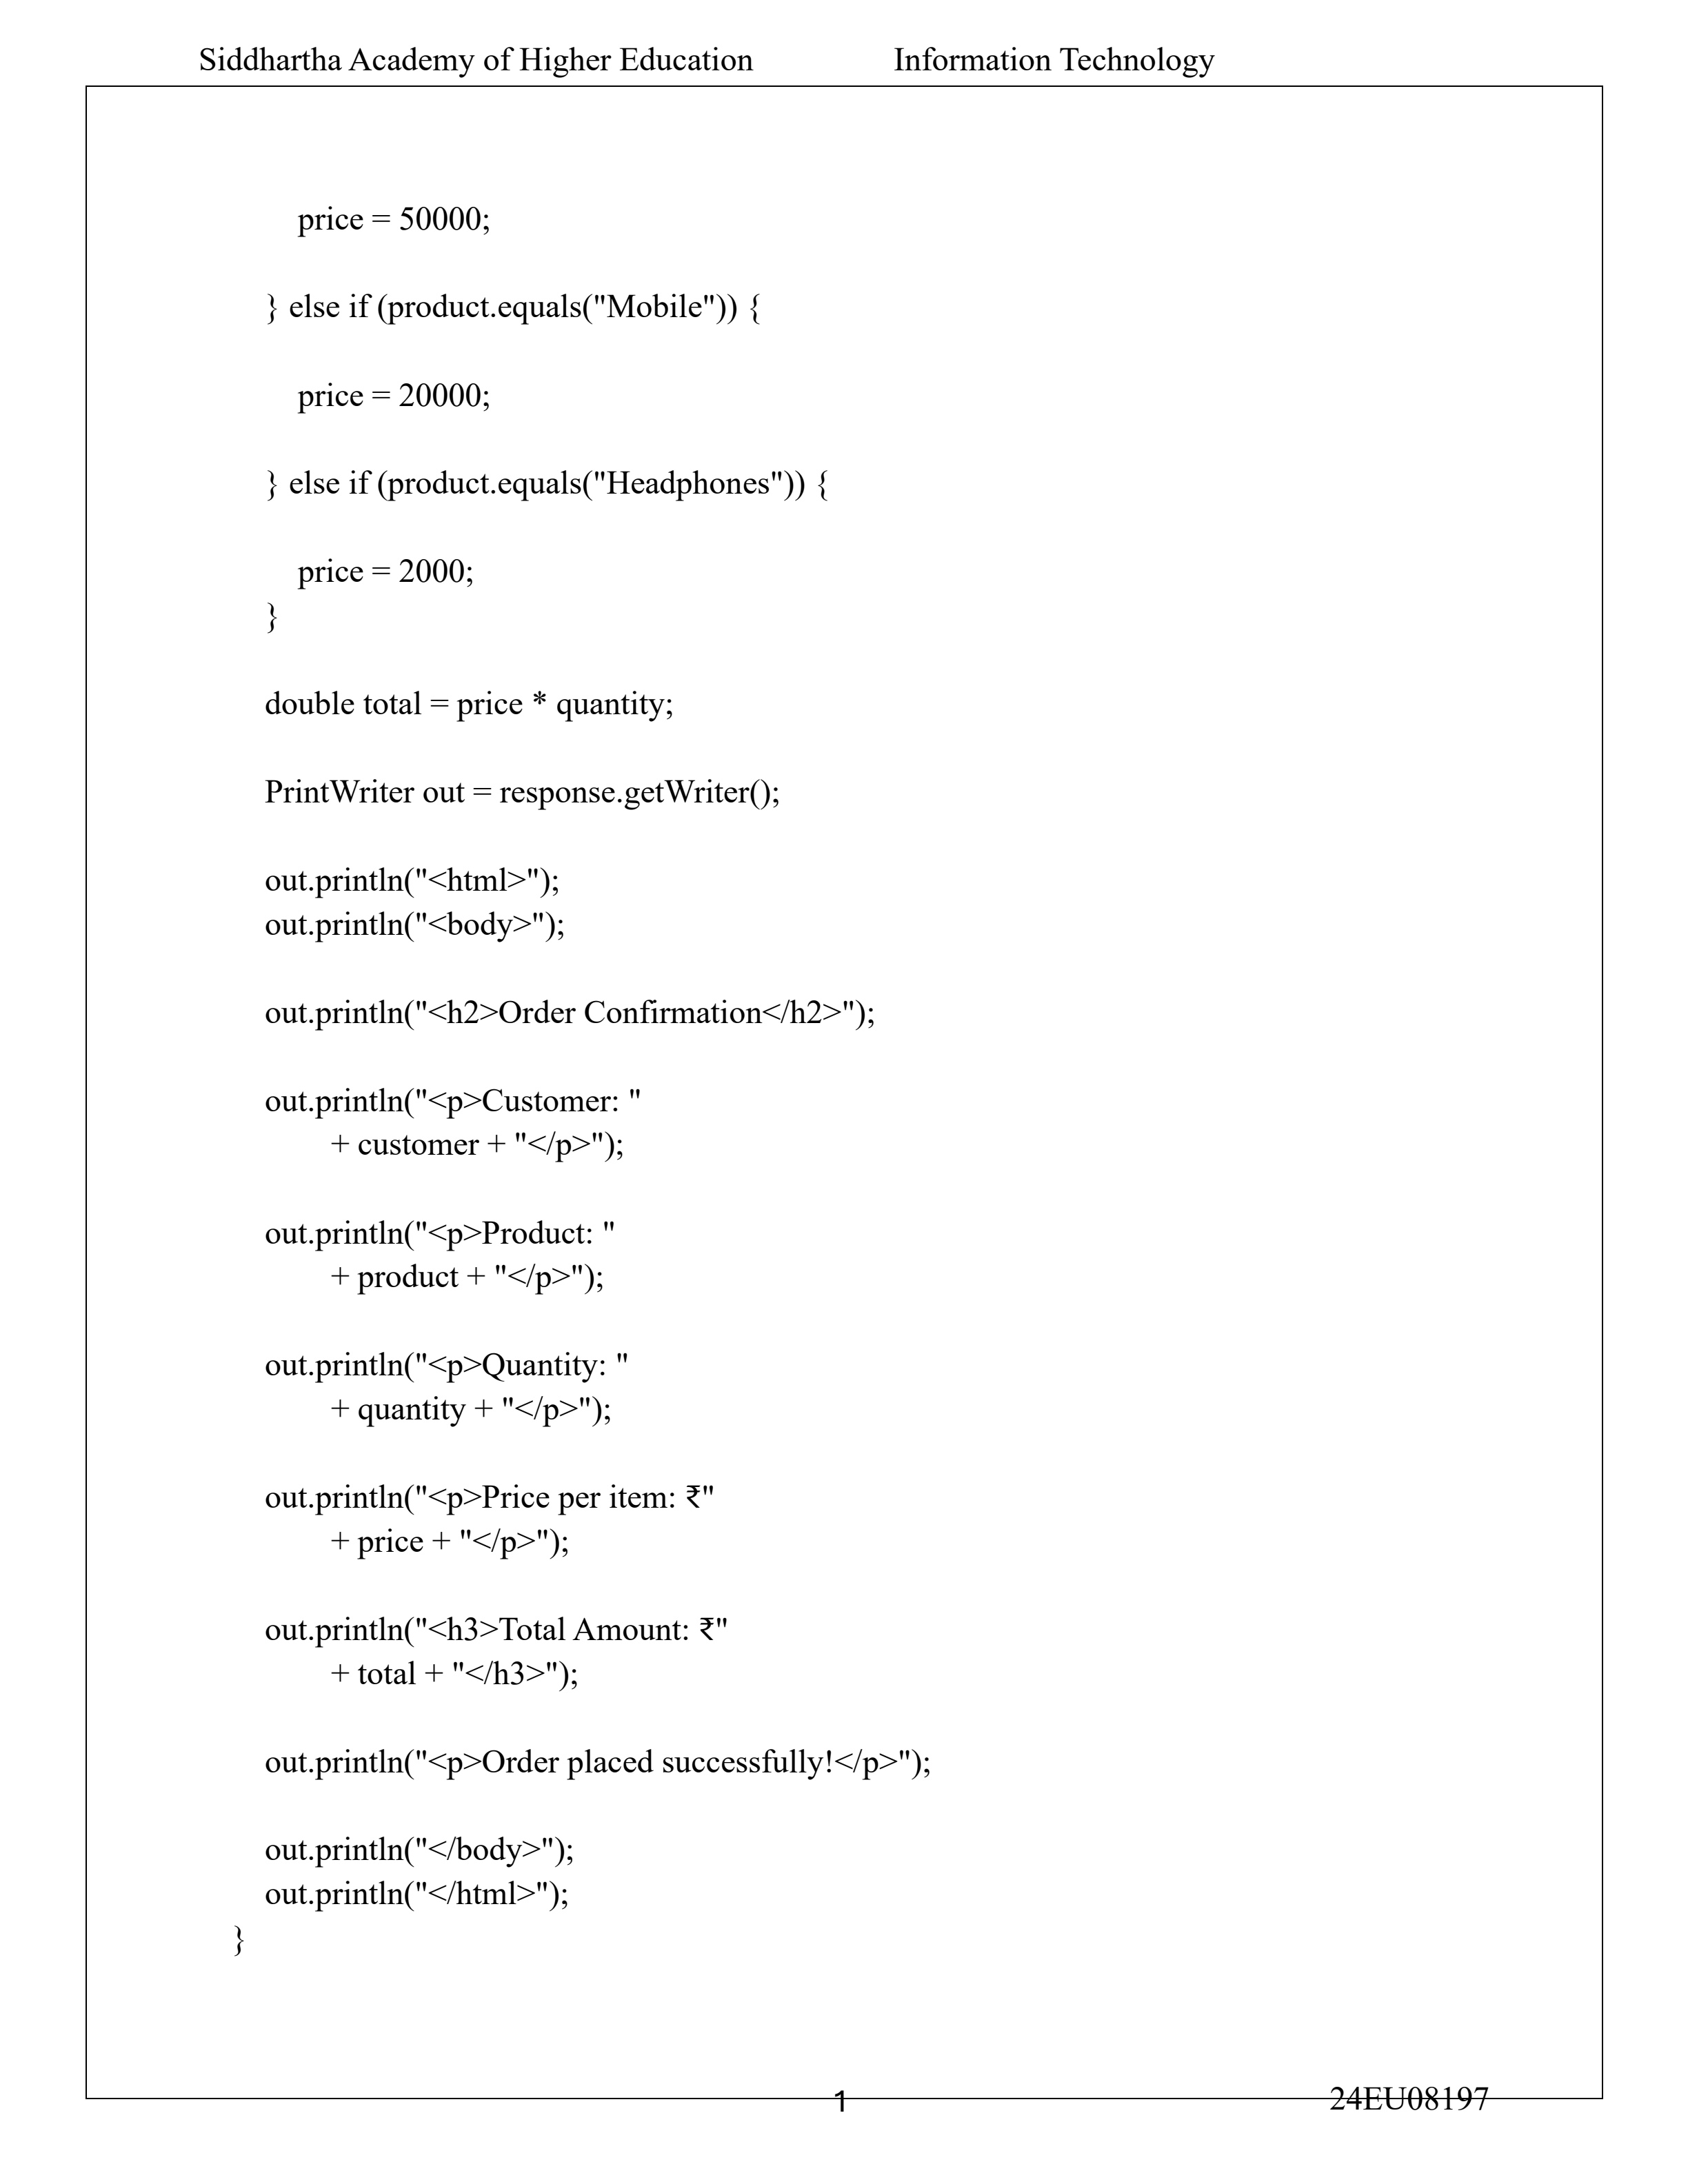 Siddhartha Academy of Higher Education Information Technology
price = 50000;
} else if (product.equals("Mobile")) {
price = 20000;
} else if (product.equals("Headphones")) {
price = 2000;
}
double total = price * quantity;
PrintWriter out = response.getWriter();
out.println("<html>");
out.println("<body>");
out.println("<h2>Order Confirmation</h2>");
out.println("<p>Customer: "
+ customer + "</p>");
out.println("<p>Product: "
+ product + "</p>");
out.println("<p>Quantity: "
+ quantity + "</p>");
out.println("<p>Price per item: ₹"
+ price + "</p>");
out.println("<h3>Total Amount: ₹"
+ total + "</h3>");
out.println("<p>Order placed successfully!</p>");
out.println("</body>");
out.println("</html>");
}
1 24EU08197